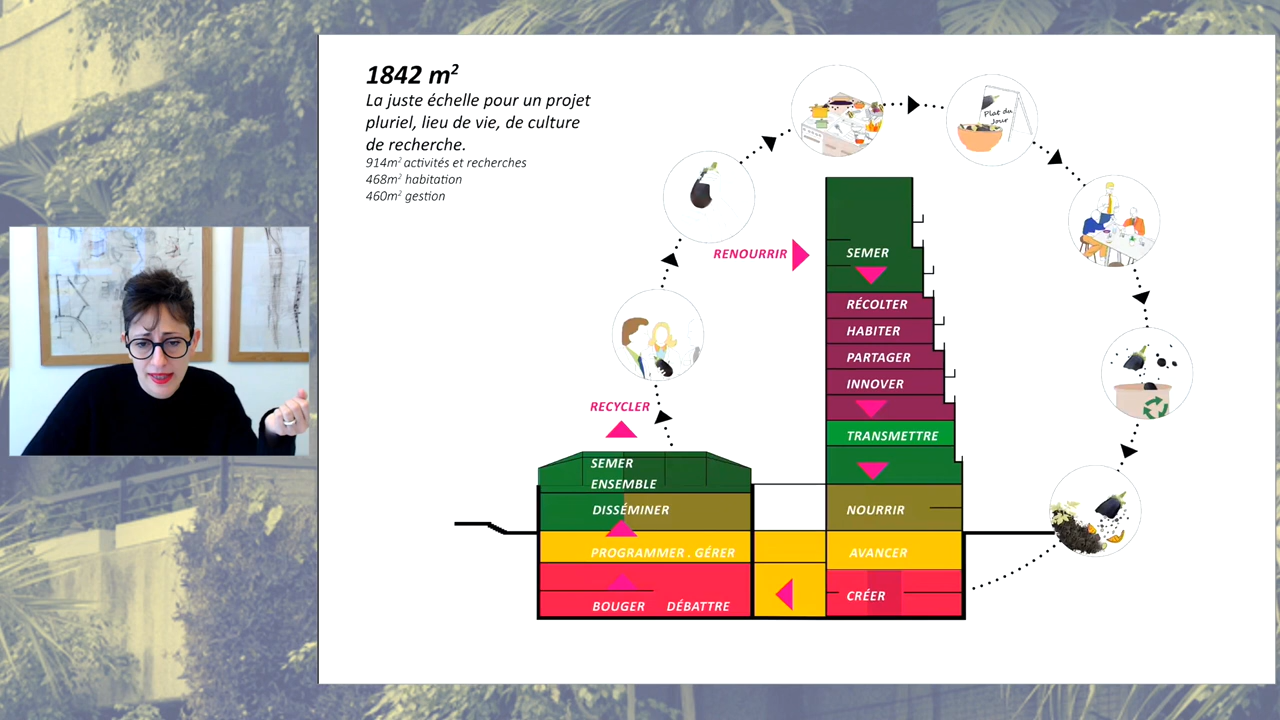 1842 m²
La juste échelle pour un projet
pluriel, lieu de vie, de culture
de recherche.
914m² activités et recherches
468m² habitation
460m² gestion
Plat du
Jour
RENOURRIR
SEMER
RÉCOLTER
HABITER
PARTAGER
INNOVER
RECYCLER
TRANSMETTRE
SEMER
ENSEMBLE
DISSÉMINER
NOURRIR
PROGRAMMER . GÉRER
AVANCER
CRÉER
BOUGER DÉBATTRE